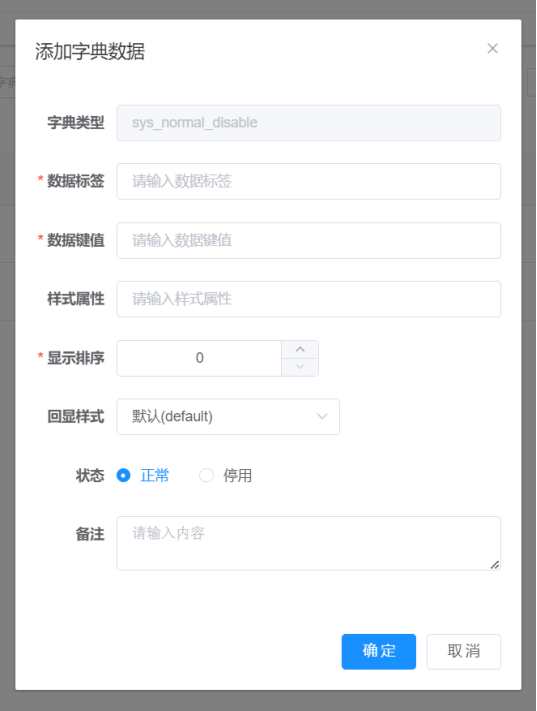 添加字典数据
字典类型 sys_normal_disable
* 数据标签 请输入数据标签
* 数据键值 请输入数据键值
样式属性 请输入样式属性
* 显示排序 0
回显样式 默认(default)
状态 正常 停用
备注 请输入内容
确定 取消